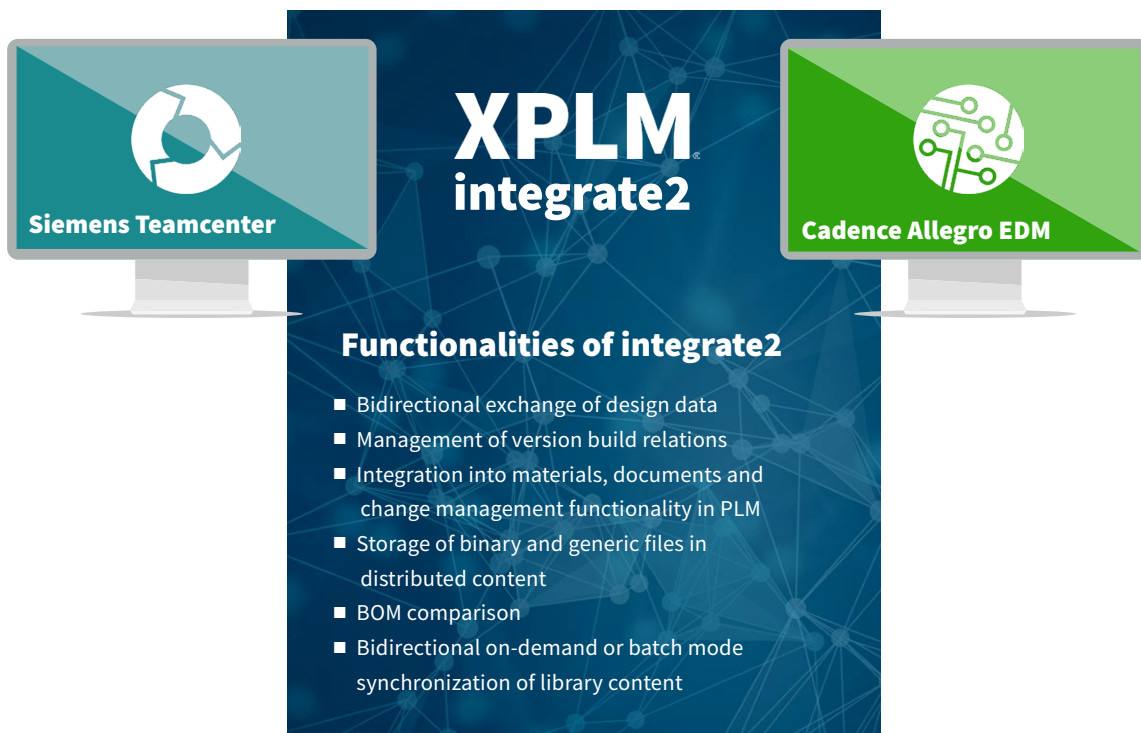 XPLM
integrate2
Siemens Teamcenter
Cadence Allegro EDM
Functionalities of integrate2
■ Bidirectional exchange of design data
■ Management of version build relations
■ Integration into materials, documents and
change management functionality in PLM
■ Storage of binary and generic files in
distributed content
■ BOM comparison
■ Bidirectional on-demand or batch mode
synchronization of library content